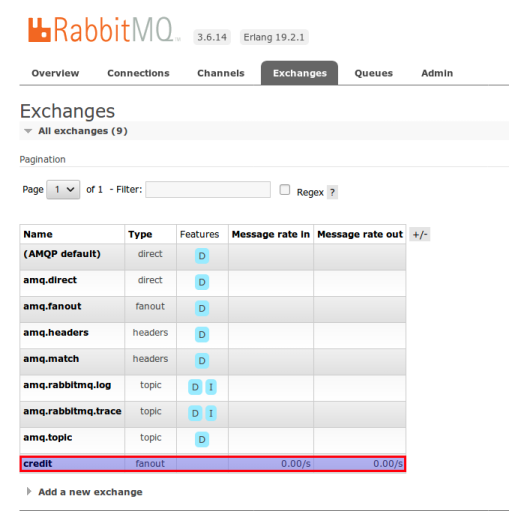 RabbitMQ 3.6.14 Erlang 19.2.1
Overview Connections Channels Exchanges Queues Admin
Exchanges
All exchanges (9)
Pagination
Page 1 of 1 - Filter: Regex ?
Name Type Features Message rate in Message rate out +/-
(AMQP default) direct D
amq.direct direct D
amq.fanout fanout D
amq.headers headers D
amq.match headers D
amq.rabbitmq.log topic D I
amq.rabbitmq.trace topic D I
amq.topic topic D
credit fanout 0.00/s 0.00/s
Add a new exchange